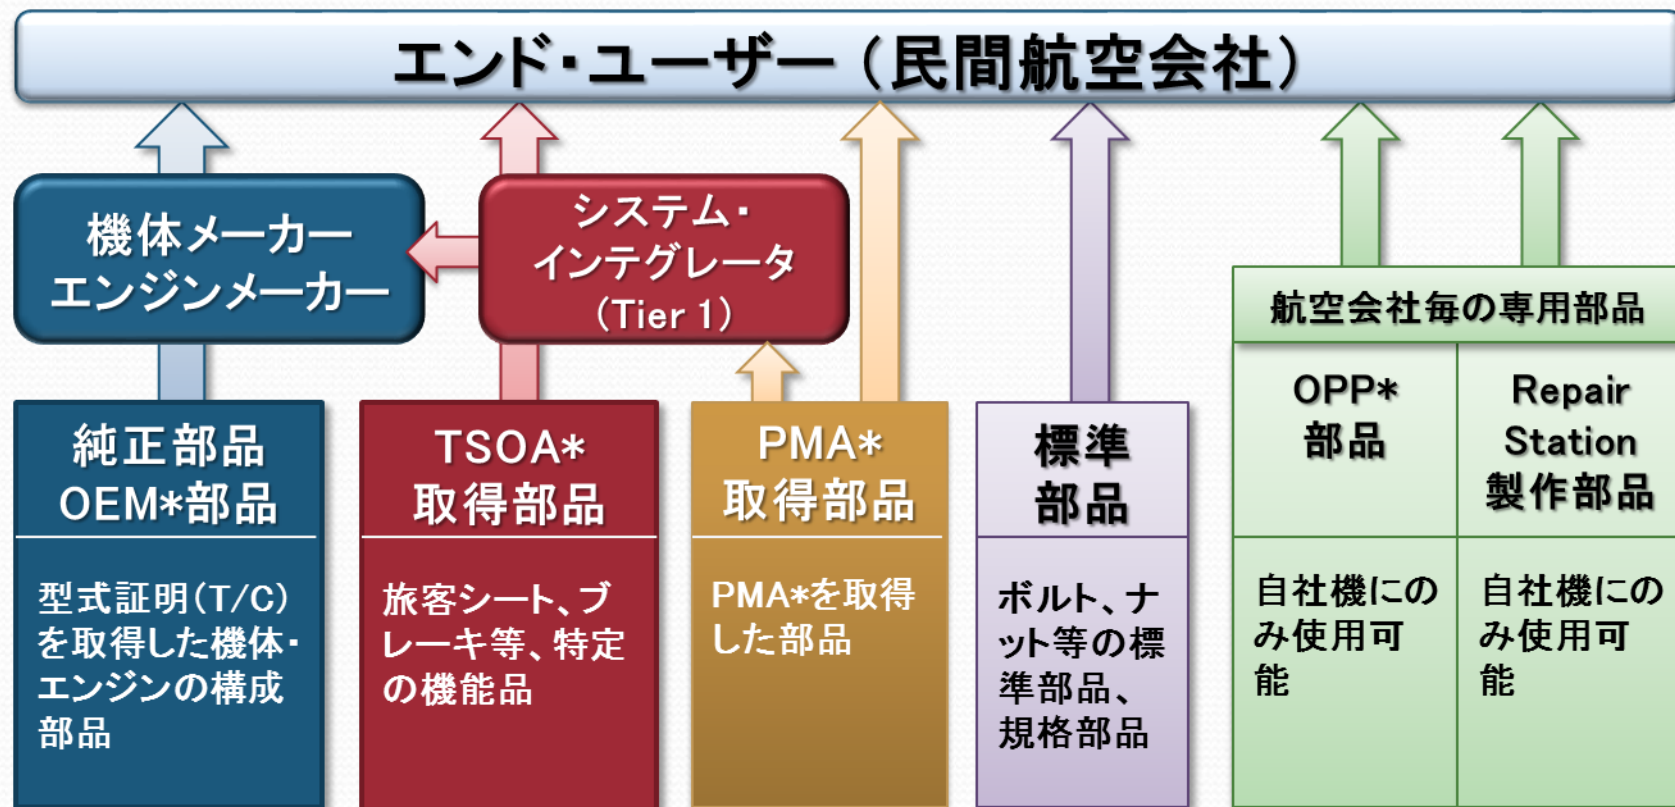 エンド・ユーザー（民間航空会社）
機体メーカー
エンジンメーカー
システム・
インテグレータ
(Tier 1)
航空会社毎の専用部品
純正部品
OEM*部品
型式証明(T/C)
を取得した機体・
エンジンの構成
部品
TSOA*
取得部品
旅客シート、ブ
レーキ等、特定
の機能品
PMA*
取得部品
PMA*を取得
した部品
標準
部品
ボルト、ナ
ット等の標
準部品、
規格部品
OPP*
部品
自社機にの
み使用可
能
Repair
Station
製作部品
自社機にの
み使用可
能